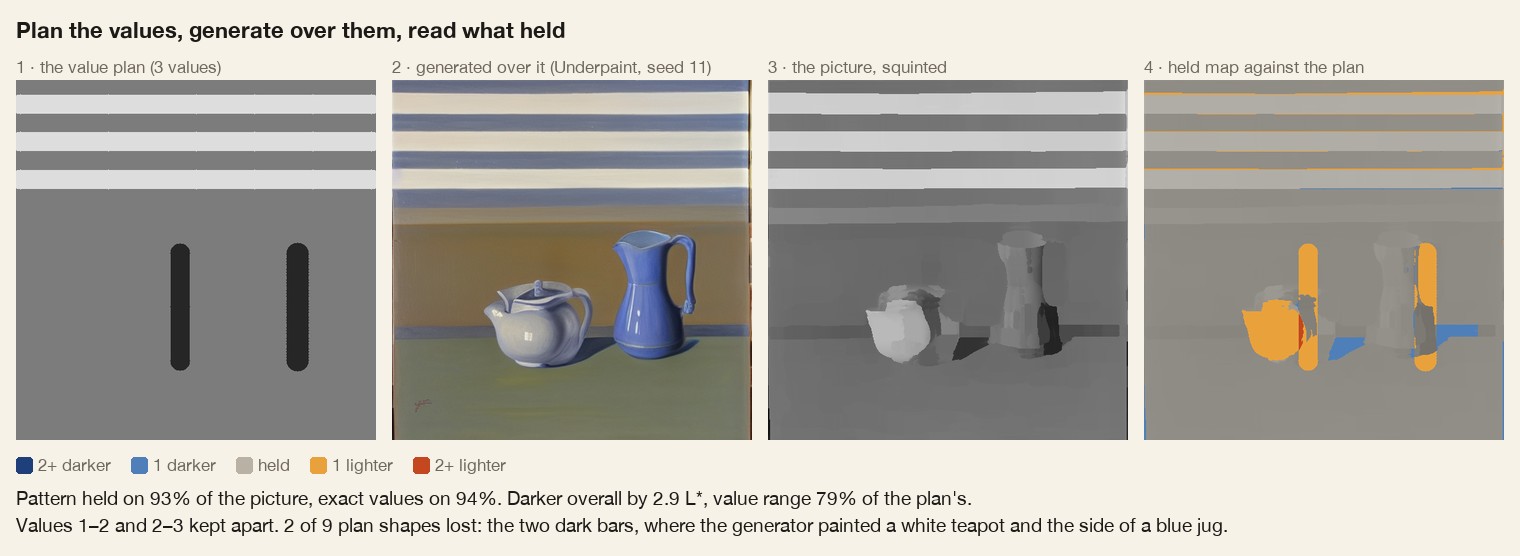 Plan the values, generate over them, read what held
1 · the value plan (3 values)
2 · generated over it (Underpaint, seed 11)
3 · the picture, squinted
4 · held map against the plan
2+ darker
1 darker
held
1 lighter
2+ lighter
Pattern held on 93% of the picture, exact values on 94%. Darker overall by 2.9 L*, value range 79% of the plan's.
Values 1–2 and 2–3 kept apart. 2 of 9 plan shapes lost: the two dark bars, where the generator painted a white teapot and the side of a blue jug.